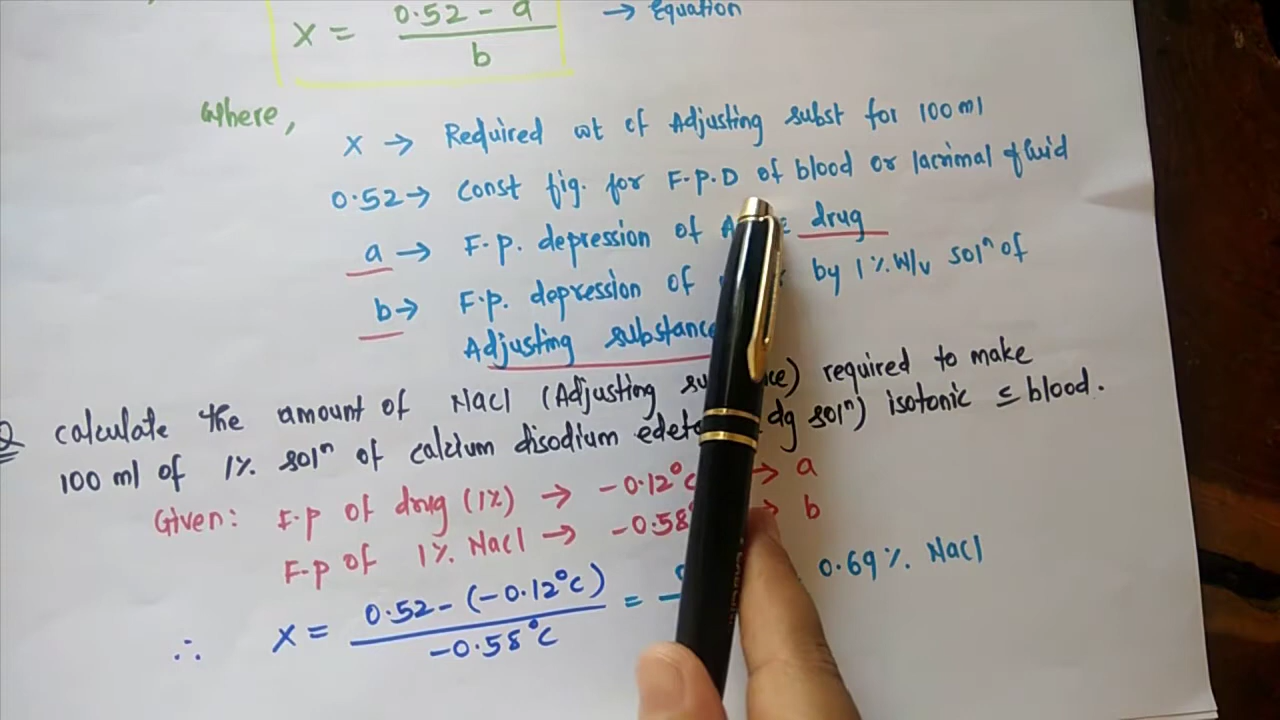 x = 0.52 - a / b → Equation
Where,
x → Required wt of Adjusting subst for 100 ml
0.52 → Const fig. for F.p.D of blood or lacrimal fluid
a → F.p. depression of drug
b → F.p. depression of by 1% W/v solⁿ of
Adjusting substance
Q calculate the amount of Nacl (Adjusting required to make
100 ml of 1% solⁿ of calcium disodium solⁿ) isotonic c̄ blood.
Given: F.p of drug (1%) → -0.12°c → a
F.p of 1% Nacl → -0.58° → b
∴ x = 0.52 - (-0.12°c) / -0.58°c = 0.69% Nacl